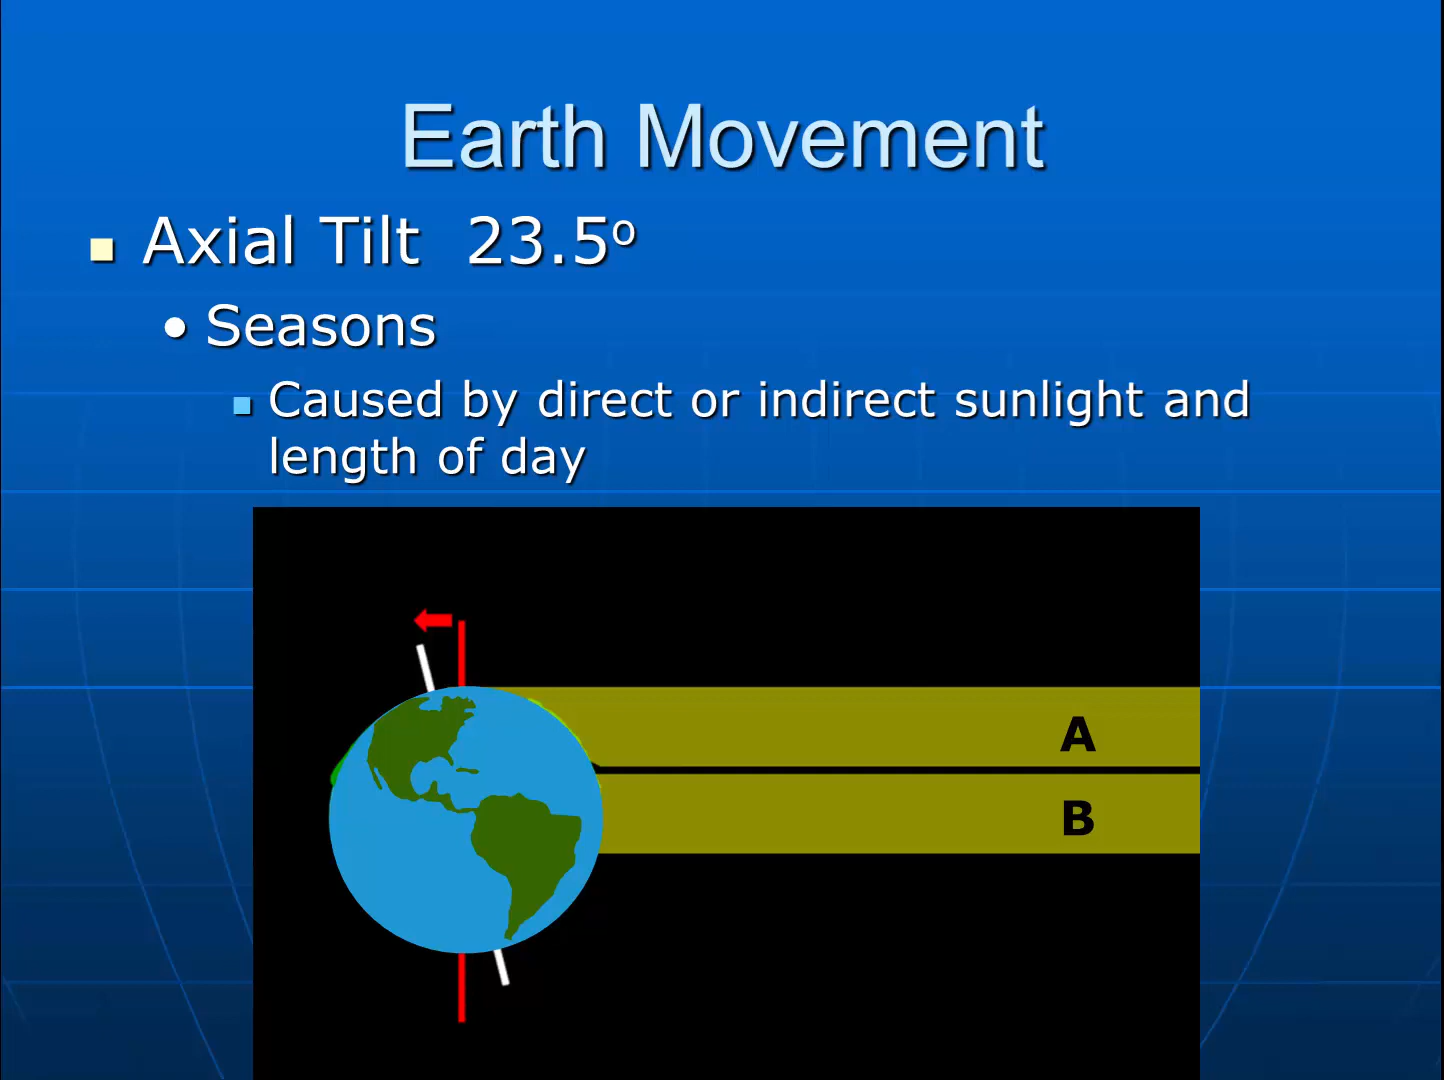 Earth Movement
Axial Tilt  23.5º
Seasons
Caused by direct or indirect sunlight and
length of day
A
B